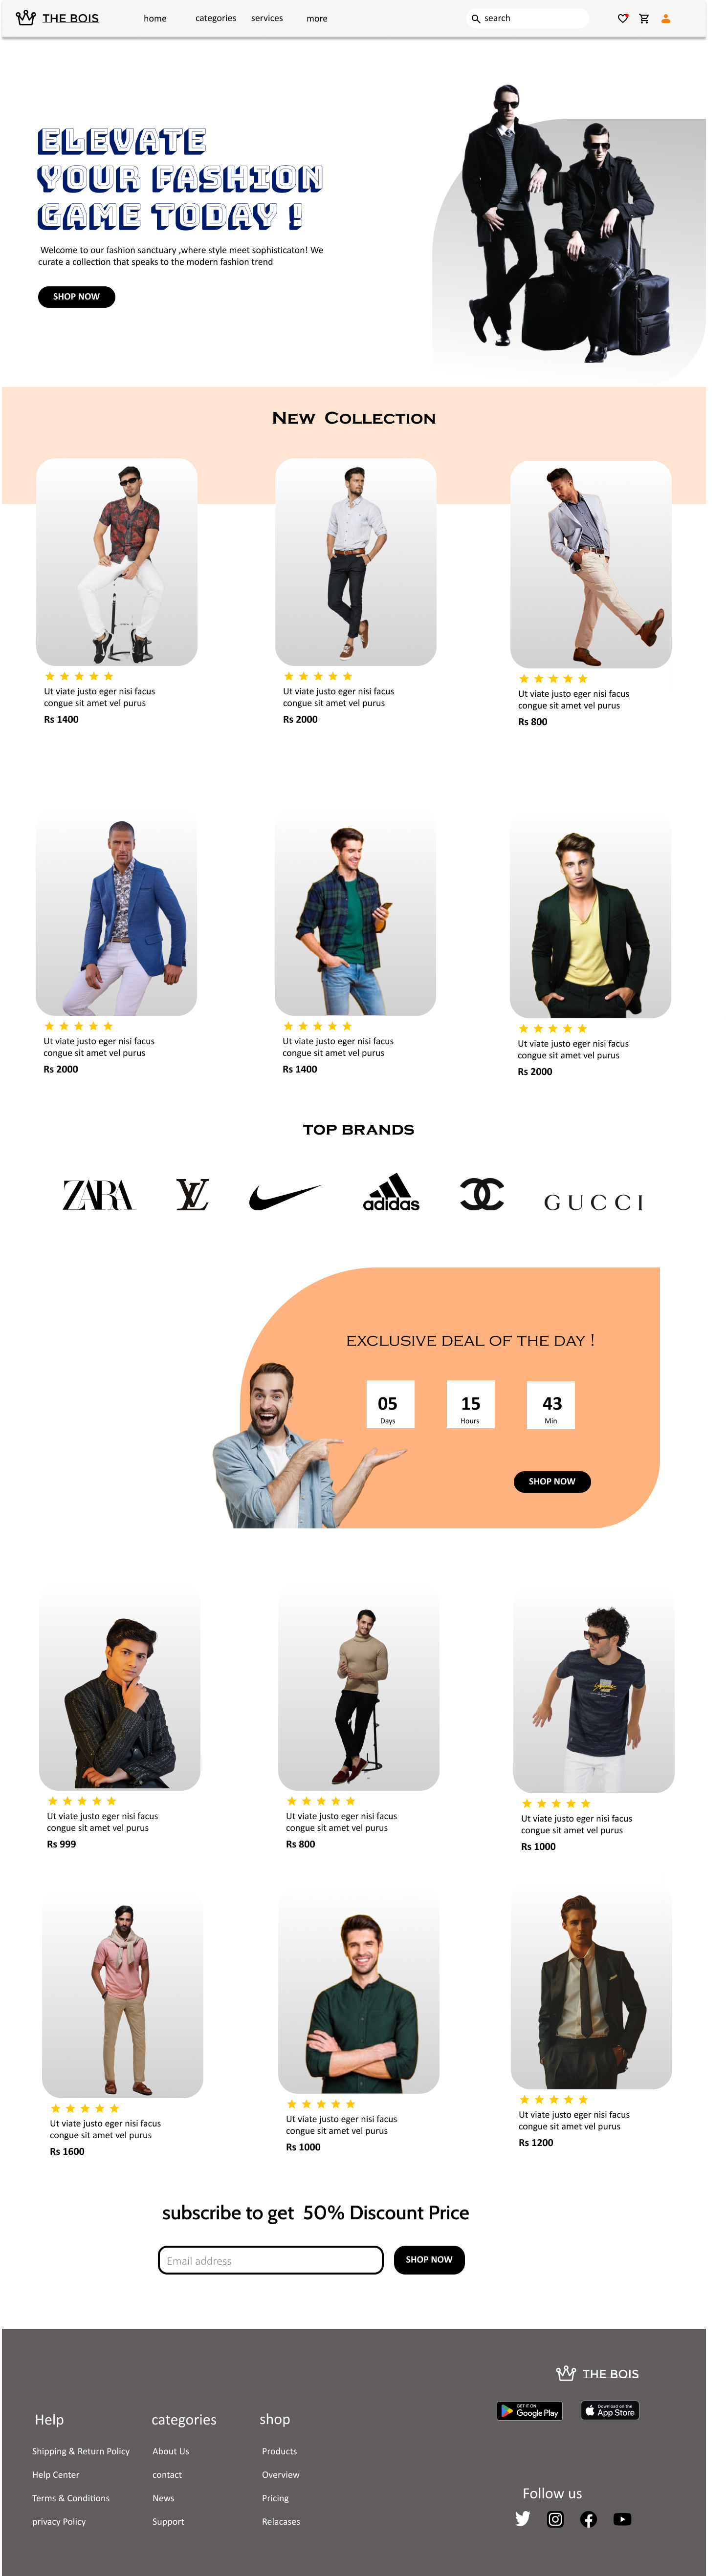 THE BOIS
home categories services more
search
ELEVATE
YOUR FASHION
GAME TODAY !
Welcome to our fashion sanctuary ,where style meet sophisticaton! We
curate a collection that speaks to the modern fashion trend
SHOP NOW
New Collection
Ut viate justo eger nisi facus
congue sit amet vel purus
Rs 1400
Ut viate justo eger nisi facus
congue sit amet vel purus
Rs 2000
Ut viate justo eger nisi facus
congue sit amet vel purus
Rs 800
Ut viate justo eger nisi facus
congue sit amet vel purus
Rs 2000
Ut viate justo eger nisi facus
congue sit amet vel purus
Rs 1400
Ut viate justo eger nisi facus
congue sit amet vel purus
Rs 2000
TOP BRANDS
ZARA
LV
adidas
GUCCI
EXCLUSIVE DEAL OF THE DAY !
05 15 43
Days Hours Min
SHOP NOW
Ut viate justo eger nisi facus
congue sit amet vel purus
Rs 999
Ut viate justo eger nisi facus
congue sit amet vel purus
Rs 800
Ut viate justo eger nisi facus
congue sit amet vel purus
Rs 1000
Ut viate justo eger nisi facus
congue sit amet vel purus
Rs 1600
Ut viate justo eger nisi facus
congue sit amet vel purus
Rs 1000
Ut viate justo eger nisi facus
congue sit amet vel purus
Rs 1200
subscribe to get 50% Discount Price
Email address
SHOP NOW
THE BOIS
GET IT ON
Google Play
Download on the
App Store
Help
Shipping & Return Policy
Help Center
Terms & Conditions
privacy Policy
categories
About Us
contact
News
Support
shop
Products
Overview
Pricing
Relacases
Follow us